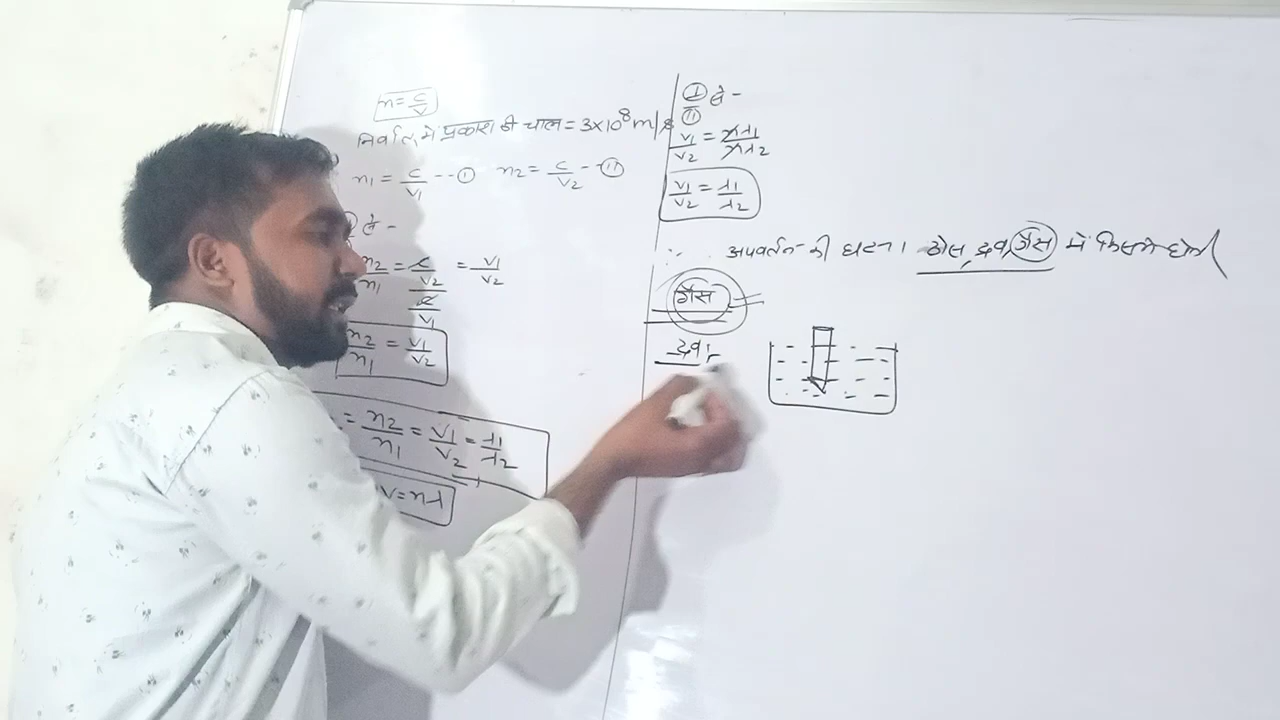 n = c/v
निर्वात में प्रकाश की चाल = 3×10⁸ m/s
n₁ = c/v₁ -- ① n₂ = c/v₂ -- ⑪
से -
n₂/n₁ = c/v₂ / c/v₁ = v₁/v₂
n₂/n₁ = v₁/v₂
= n₂/n₁ = v₁/v₂ = λ₁/λ₂
v = nλ
①/⑪ से -
v₁/v₂ = nλ₁/nλ₂
v₁/v₂ = λ₁/λ₂
अपवर्तन की घटना ठोस, द्रव, गैस में किसमे
गैस
द्रव